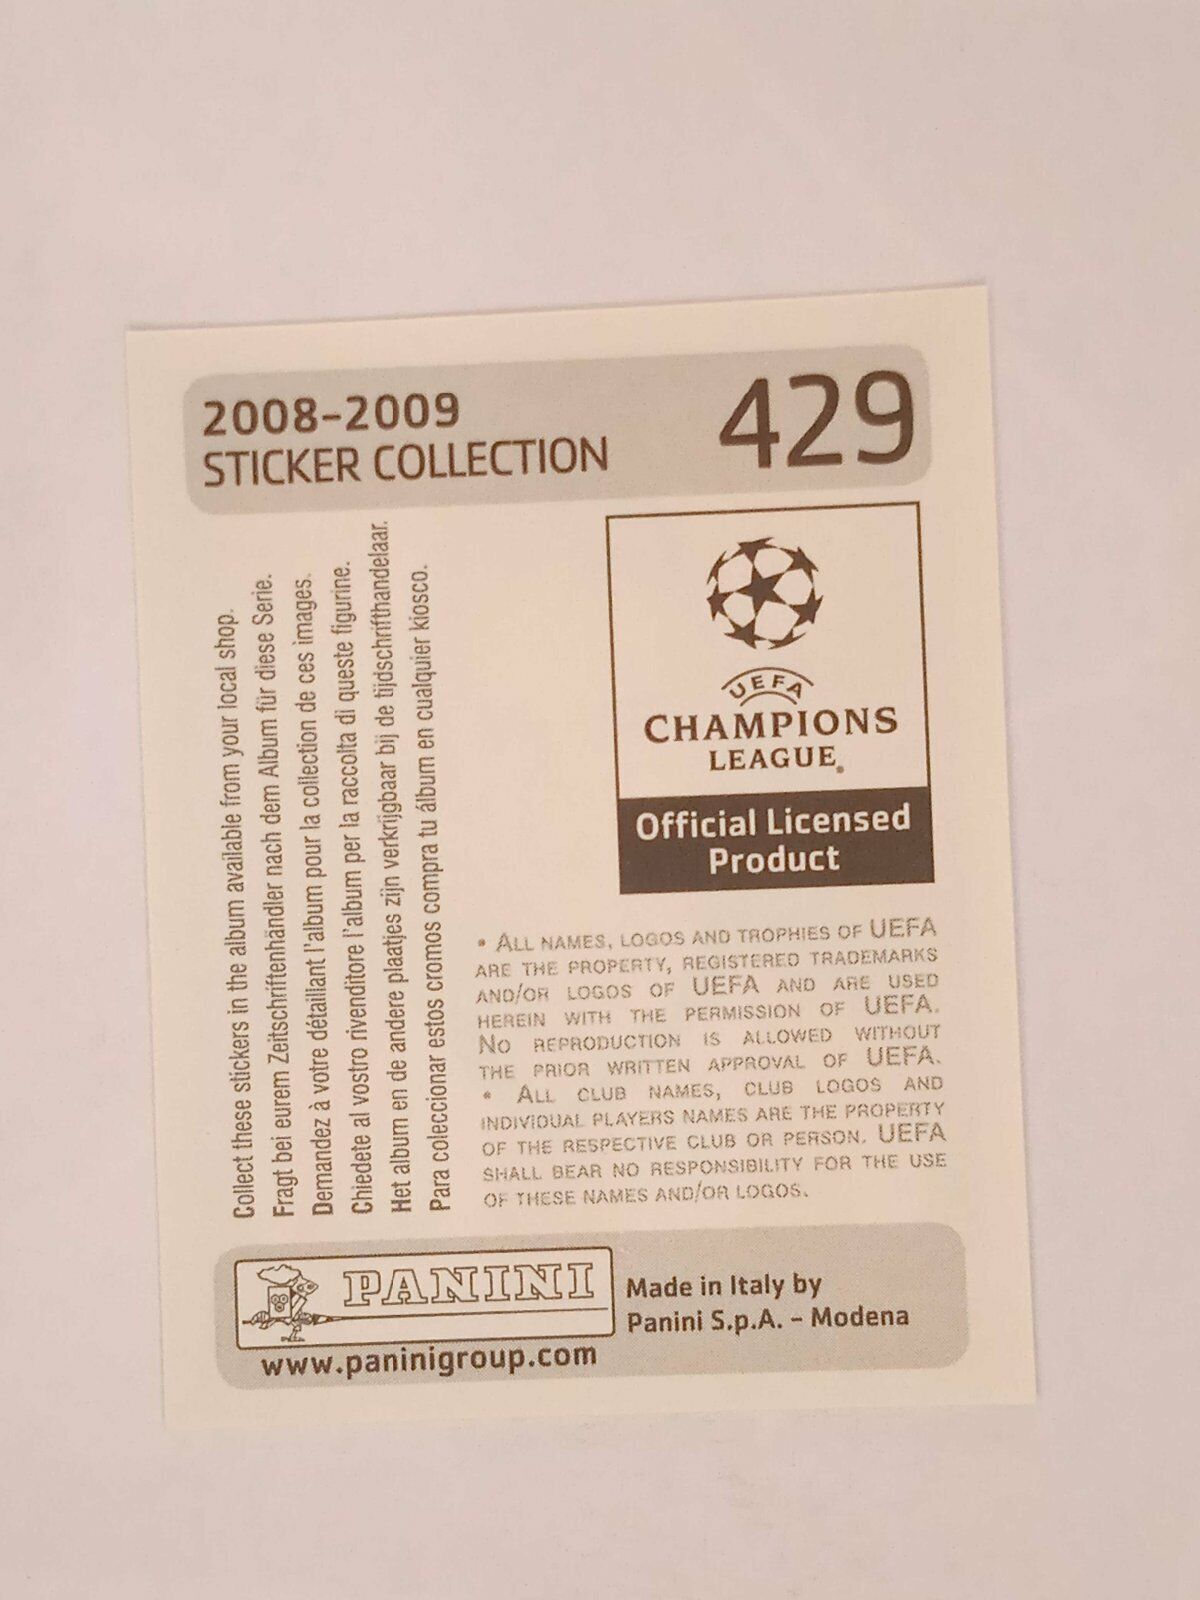 2008-2009
STICKER COLLECTION
429
Collect these stickers in the album available from your local shop.
Fragt bei eurem Zeitschriftenhändler nach dem Album für diese Serie.
Demandez à votre détaillant l'album pour la collection de ces images.
Chiedete al vostro rivenditore l'album per la raccolta di queste figurine.
Het album en de andere plaatjes zijn verkrijgbaar bij de tijdschrifthandelaar.
Para coleccionar estos cromos compra tu álbum en cualquier kiosco.
UEFA
CHAMPIONS
LEAGUE®
Official Licensed
Product
• ALL NAMES, LOGOS AND TROPHIES OF UEFA
ARE THE PROPERTY, REGISTERED TRADEMARKS
AND/OR LOGOS OF UEFA AND ARE USED
HEREIN WITH THE PERMISSION OF UEFA.
NO REPRODUCTION IS ALLOWED WITHOUT
THE PRIOR WRITTEN APPROVAL OF UEFA.
• ALL CLUB NAMES, CLUB LOGOS AND
INDIVIDUAL PLAYERS NAMES ARE THE PROPERTY
OF THE RESPECTIVE CLUB OR PERSON. UEFA
SHALL BEAR NO RESPONSIBILITY FOR THE USE
OF THESE NAMES AND/OR LOGOS.
PANINI
www.paninigroup.com
Made in Italy by
Panini S.p.A. - Modena